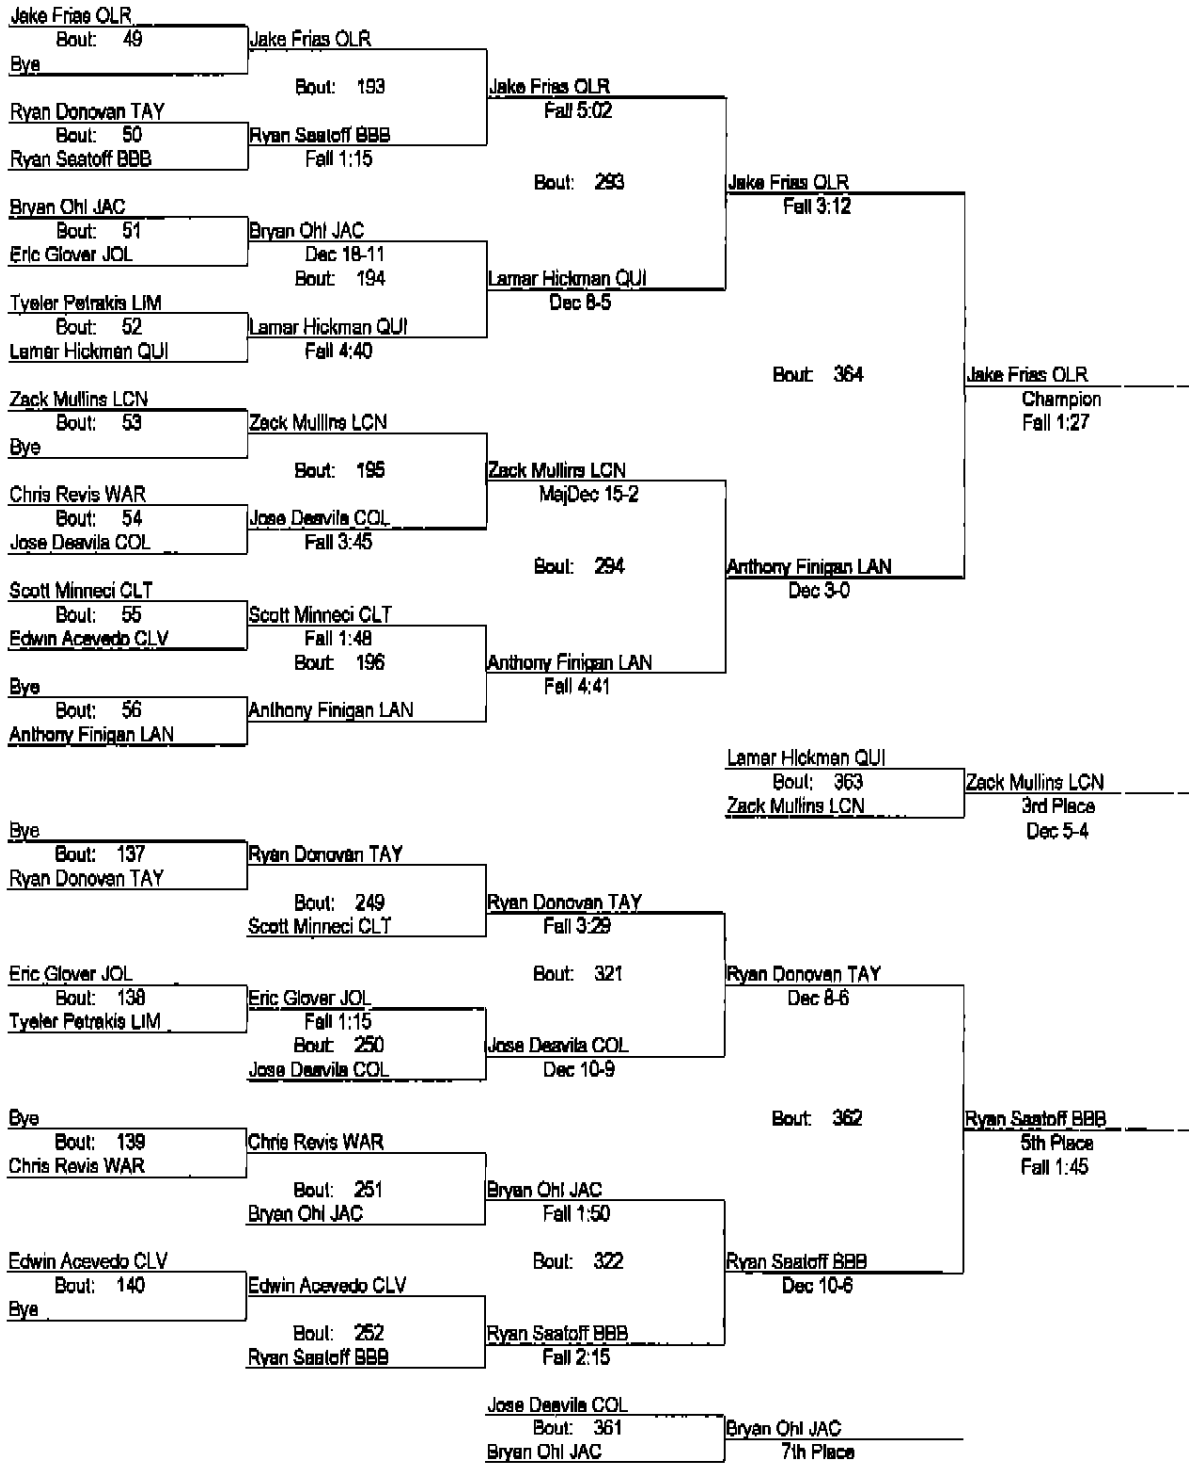 Jake Frias OLR
Bout: 49
Bye
Jake Frias OLR
Bout: 193
Ryan Donovan TAY
Bout: 50
Ryan Saatoff BBB
Ryan Saatoff BBB
Fall 1:15
Jake Frias OLR
Fall 5:02
Bout: 293
Bryan Ohl JAC
Bout: 51
Eric Glover JOL
Bryan Ohl JAC
Dec 18-11
Bout: 194
Tyeler Petrakis LIM
Bout: 52
Lamar Hickman QUI
Lamar Hickman QUI
Fall 4:40
Lamar Hickman QUI
Dec 8-5
Jake Frias OLR
Fall 3:12
Bout: 364
Jake Frias OLR
Champion
Fall 1:27
Zack Mullins LCN
Bout: 53
Bye
Zack Mullins LCN
Bout: 195
Chris Revis WAR
Bout: 54
Jose Deavila COL
Jose Deavila COL
Fall 3:45
Zack Mullins LCN
MajDec 15-2
Bout: 294
Scott Minneci CLT
Bout: 55
Edwin Acevedo CLV
Scott Minneci CLT
Fall 1:48
Bout: 196
Bye
Bout: 56
Anthony Finigan LAN
Anthony Finigan LAN
Anthony Finigan LAN
Fall 4:41
Anthony Finigan LAN
Dec 3-0
Lamar Hickman QUI
Bout: 363
Zack Mullins LCN
Zack Mullins LCN
3rd Place
Dec 5-4
Bye
Bout: 137
Ryan Donovan TAY
Ryan Donovan TAY
Bout: 249
Scott Minneci CLT
Ryan Donovan TAY
Fall 3:29
Bout: 321
Eric Glover JOL
Bout: 138
Tyeler Petrakis LIM
Eric Glover JOL
Fall 1:15
Bout: 250
Jose Deavila COL
Jose Deavila COL
Dec 10-9
Ryan Donovan TAY
Dec 8-6
Bout: 362
Ryan Saatoff BBB
5th Place
Fall 1:45
Bye
Bout: 139
Chris Revis WAR
Chris Revis WAR
Bout: 251
Bryan Ohl JAC
Bryan Ohl JAC
Fall 1:50
Bout: 322
Edwin Acevedo CLV
Bout: 140
Bye
Edwin Acevedo CLV
Bout: 252
Ryan Saatoff BBB
Ryan Saatoff BBB
Fall 2:15
Ryan Saatoff BBB
Dec 10-6
Jose Deavila COL
Bout: 361
Bryan Ohl JAC
Bryan Ohl JAC
7th Place